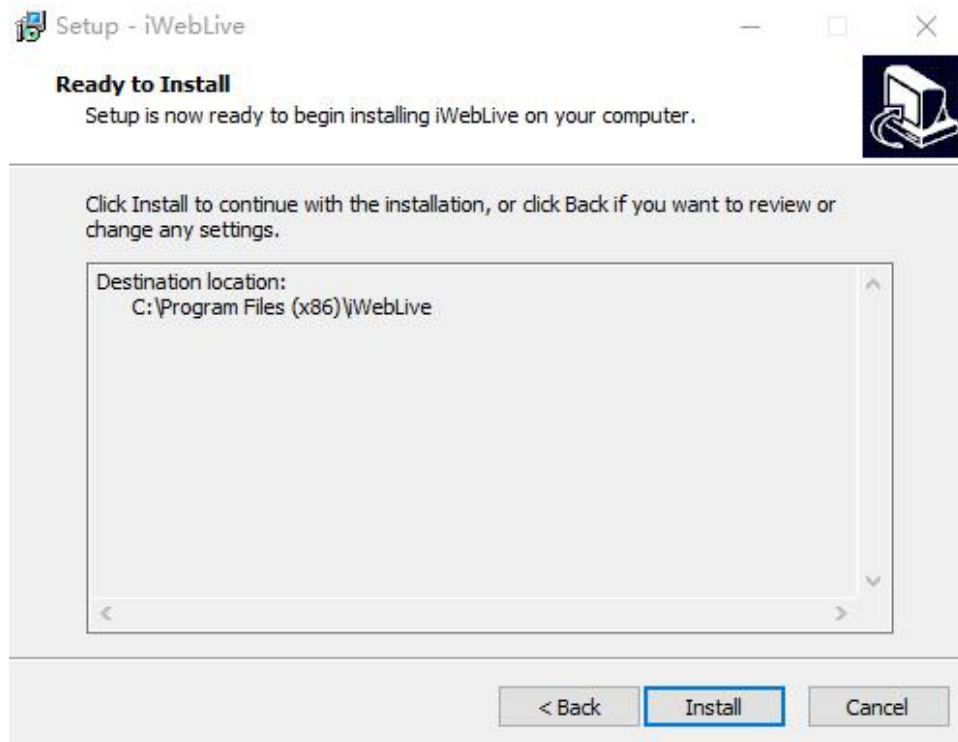 Setup - iWebLive
Ready to Install
Setup is now ready to begin installing iWebLive on your computer.
Click Install to continue with the installation, or click Back if you want to review or
change any settings.
Destination location:
C:\Program Files (x86)\iWebLive
< Back
Install
Cancel